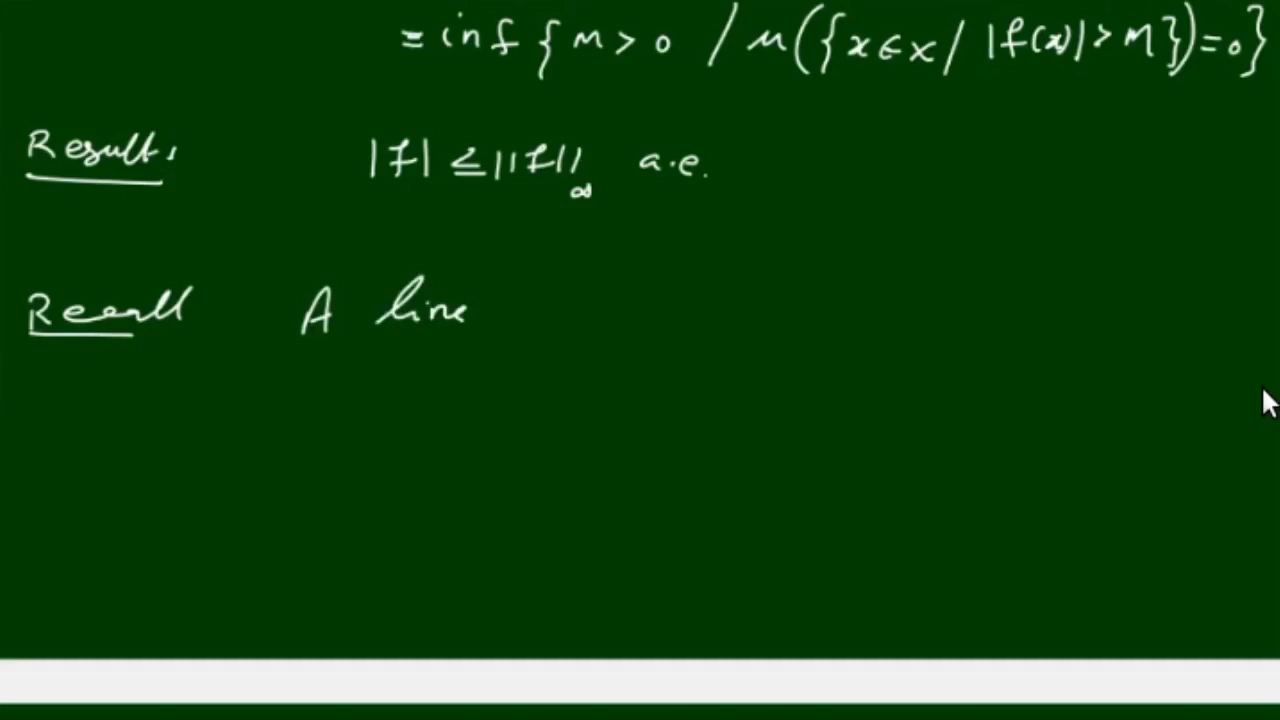 = inf { M > 0 / μ({x ∈ X / |f(x)| > M}) = 0}
Result. |f| ≤ ||f||∞ a.e.
Recall A line